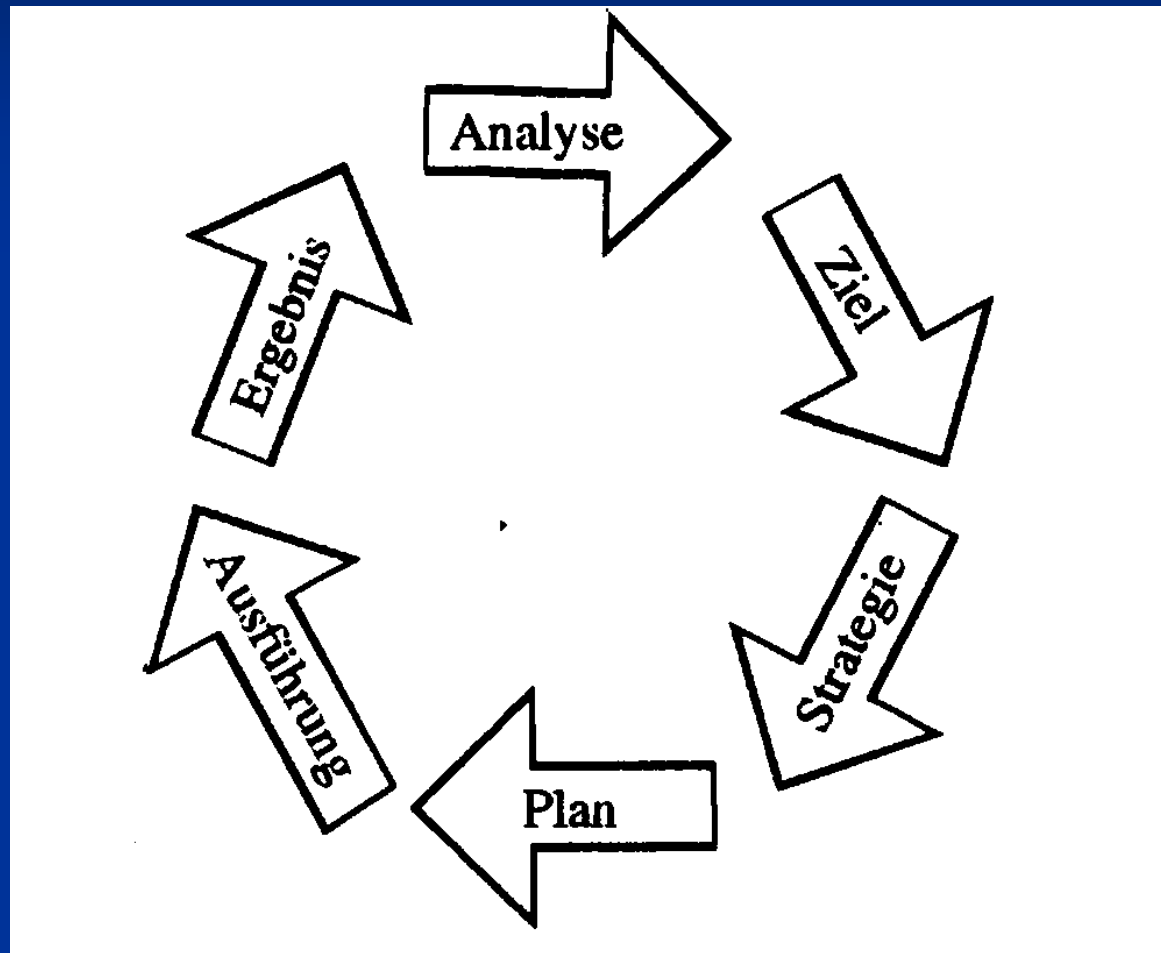 Analyse
Ziel
Strategie
Plan
Ausführung
Ergebnis